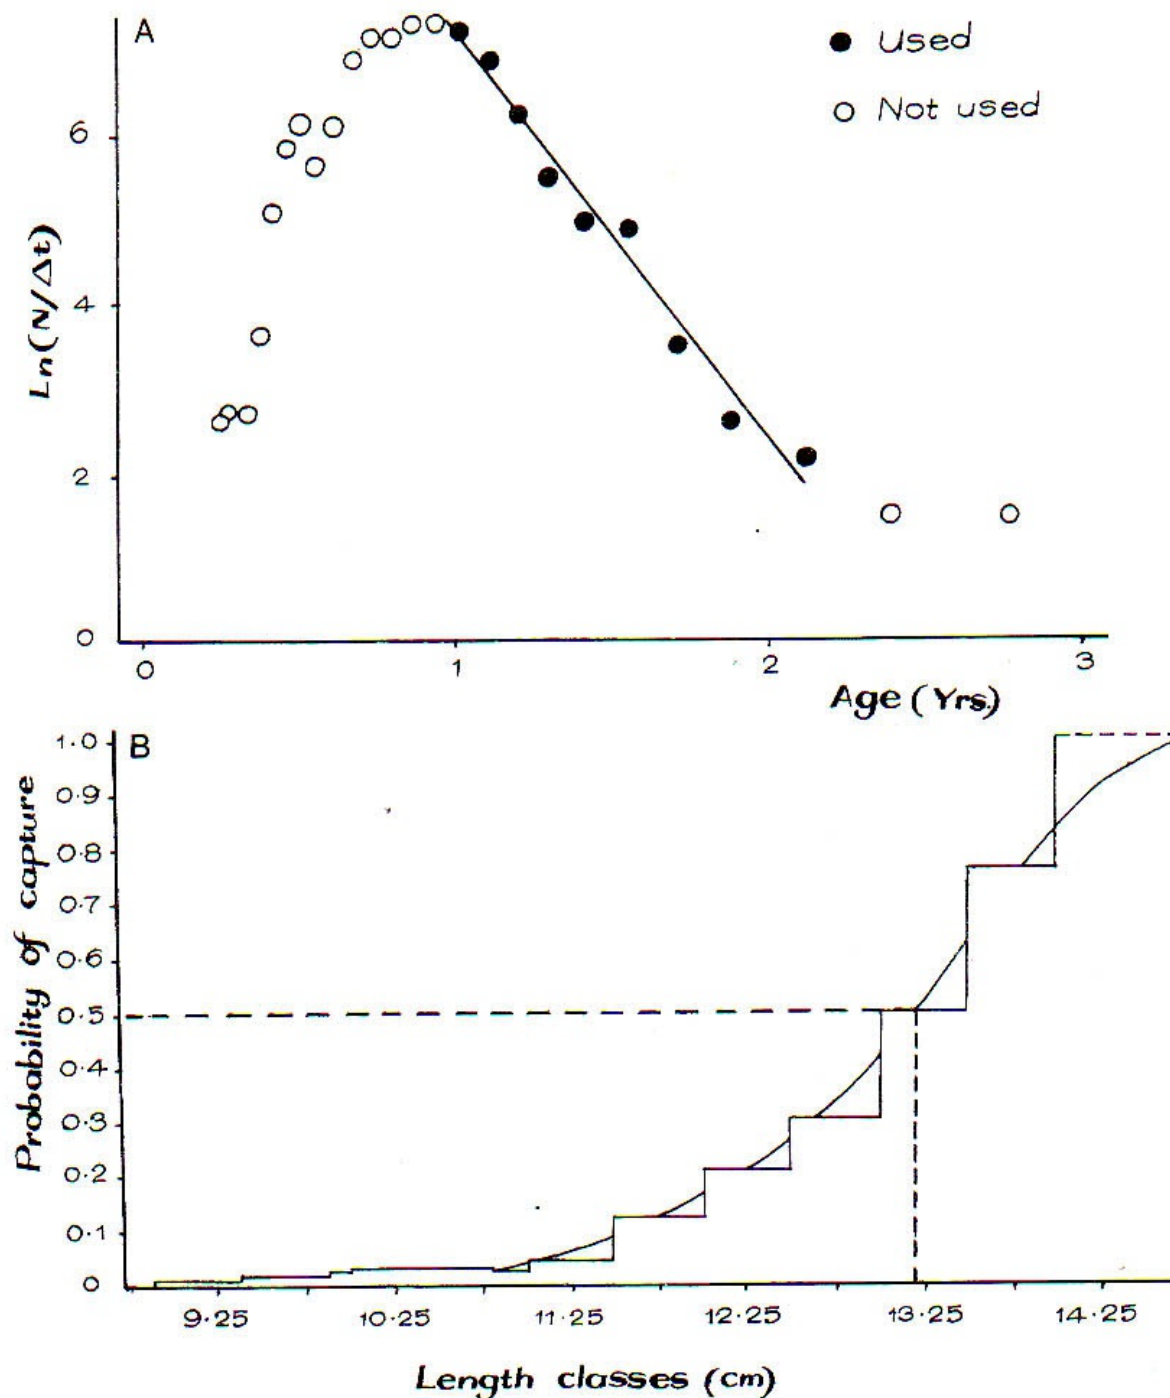 A
● Used
○ Not used
Ln(N/Δt)
6
4
2
0
0 1 2 3
Age (Yrs.)
B
Probability of capture
1.0
0.9
0.8
0.7
0.6
0.5
0.4
0.3
0.2
0.1
0
9.25 10.25 11.25 12.25 13.25 14.25
Length classes (cm)